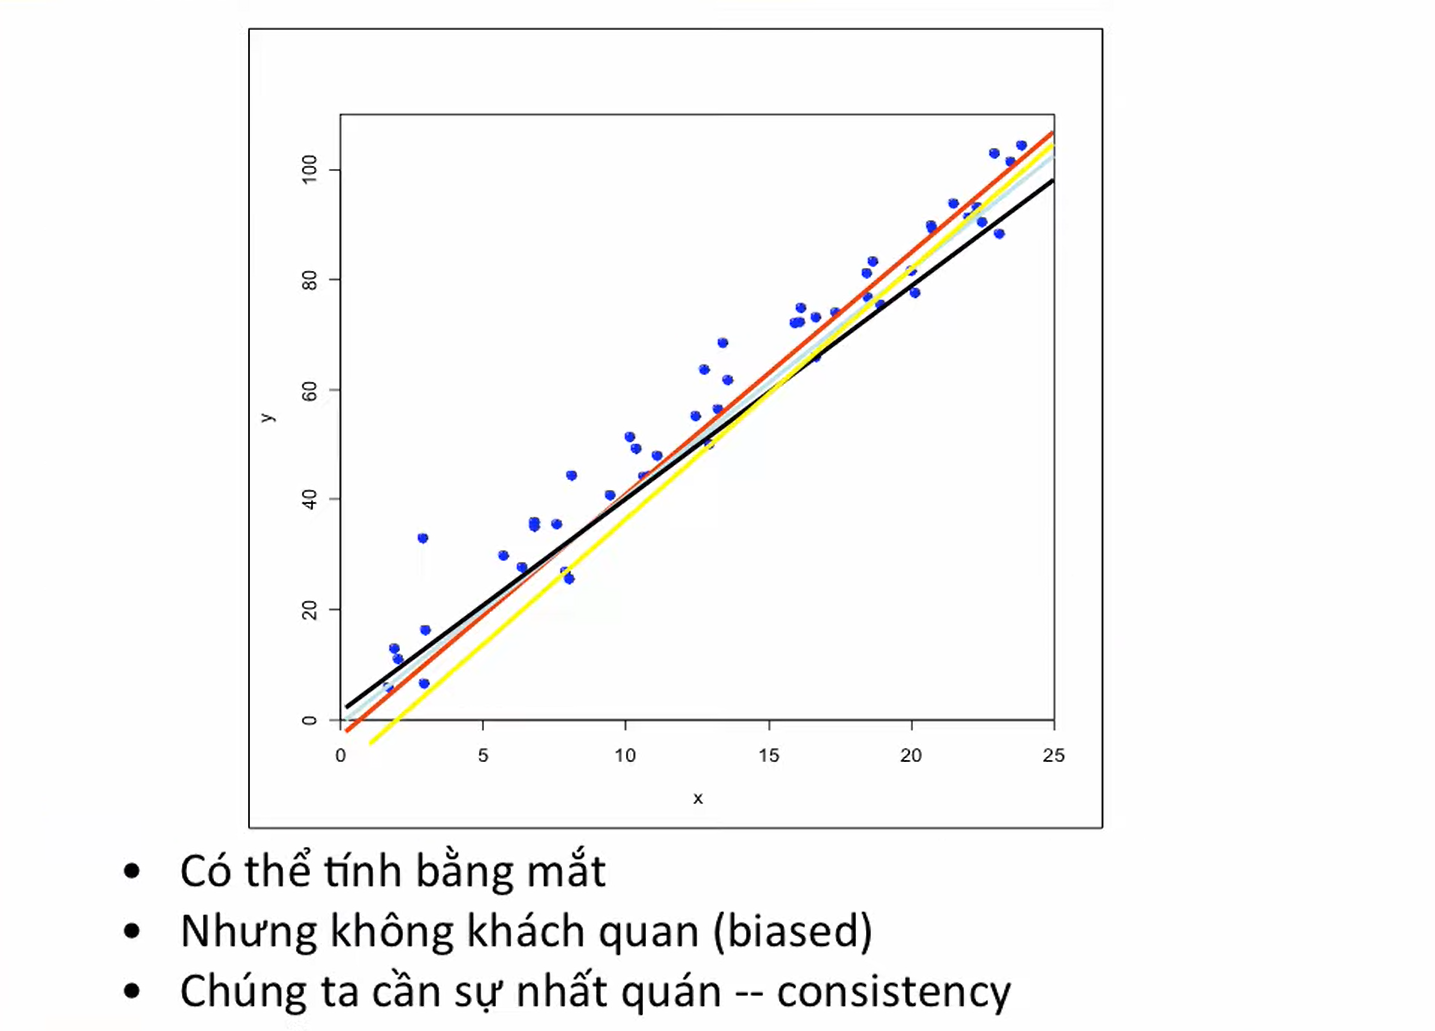 100
80
60
40
20
0
y
0 5 10 15 20 25
x
• Có thể tính bằng mắt
• Nhưng không khách quan (biased)
• Chúng ta cần sự nhất quán -- consistency